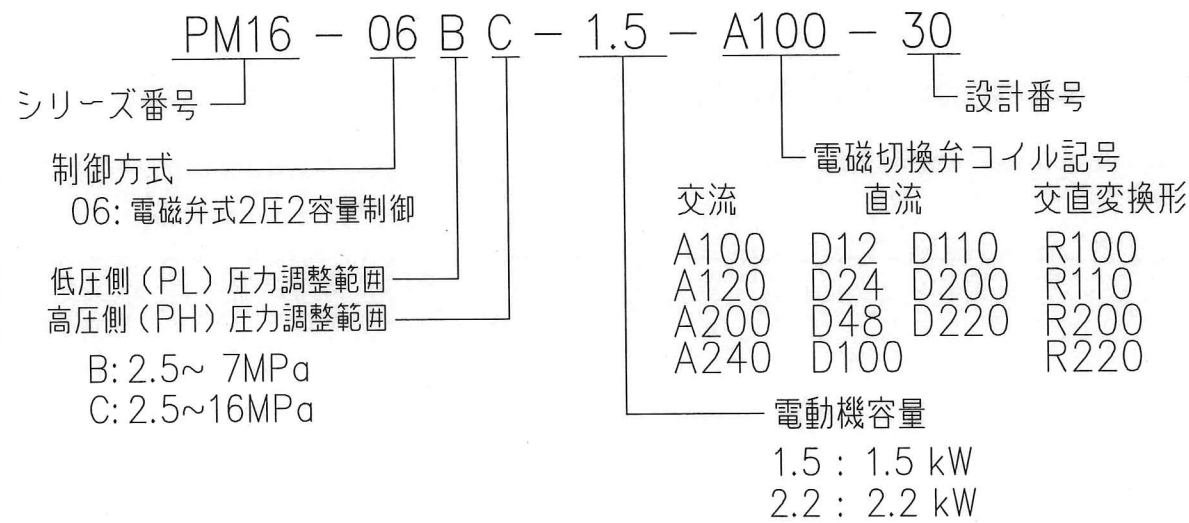 PM16 - 06 B C - 1.5 - A100 - 30
シリーズ番号
設計番号
制御方式
06: 電磁弁式2圧2容量制御
低圧側(PL)圧力調整範囲
高圧側(PH)圧力調整範囲
B: 2.5~ 7MPa
C: 2.5~16MPa
電磁切換弁コイル記号
交流 直流 交直変換形
A100 D12 D110 R100
A120 D24 D200 R110
A200 D48 D220 R200
A240 D100 R220
電動機容量
1.5 : 1.5 kW
2.2 : 2.2 kW